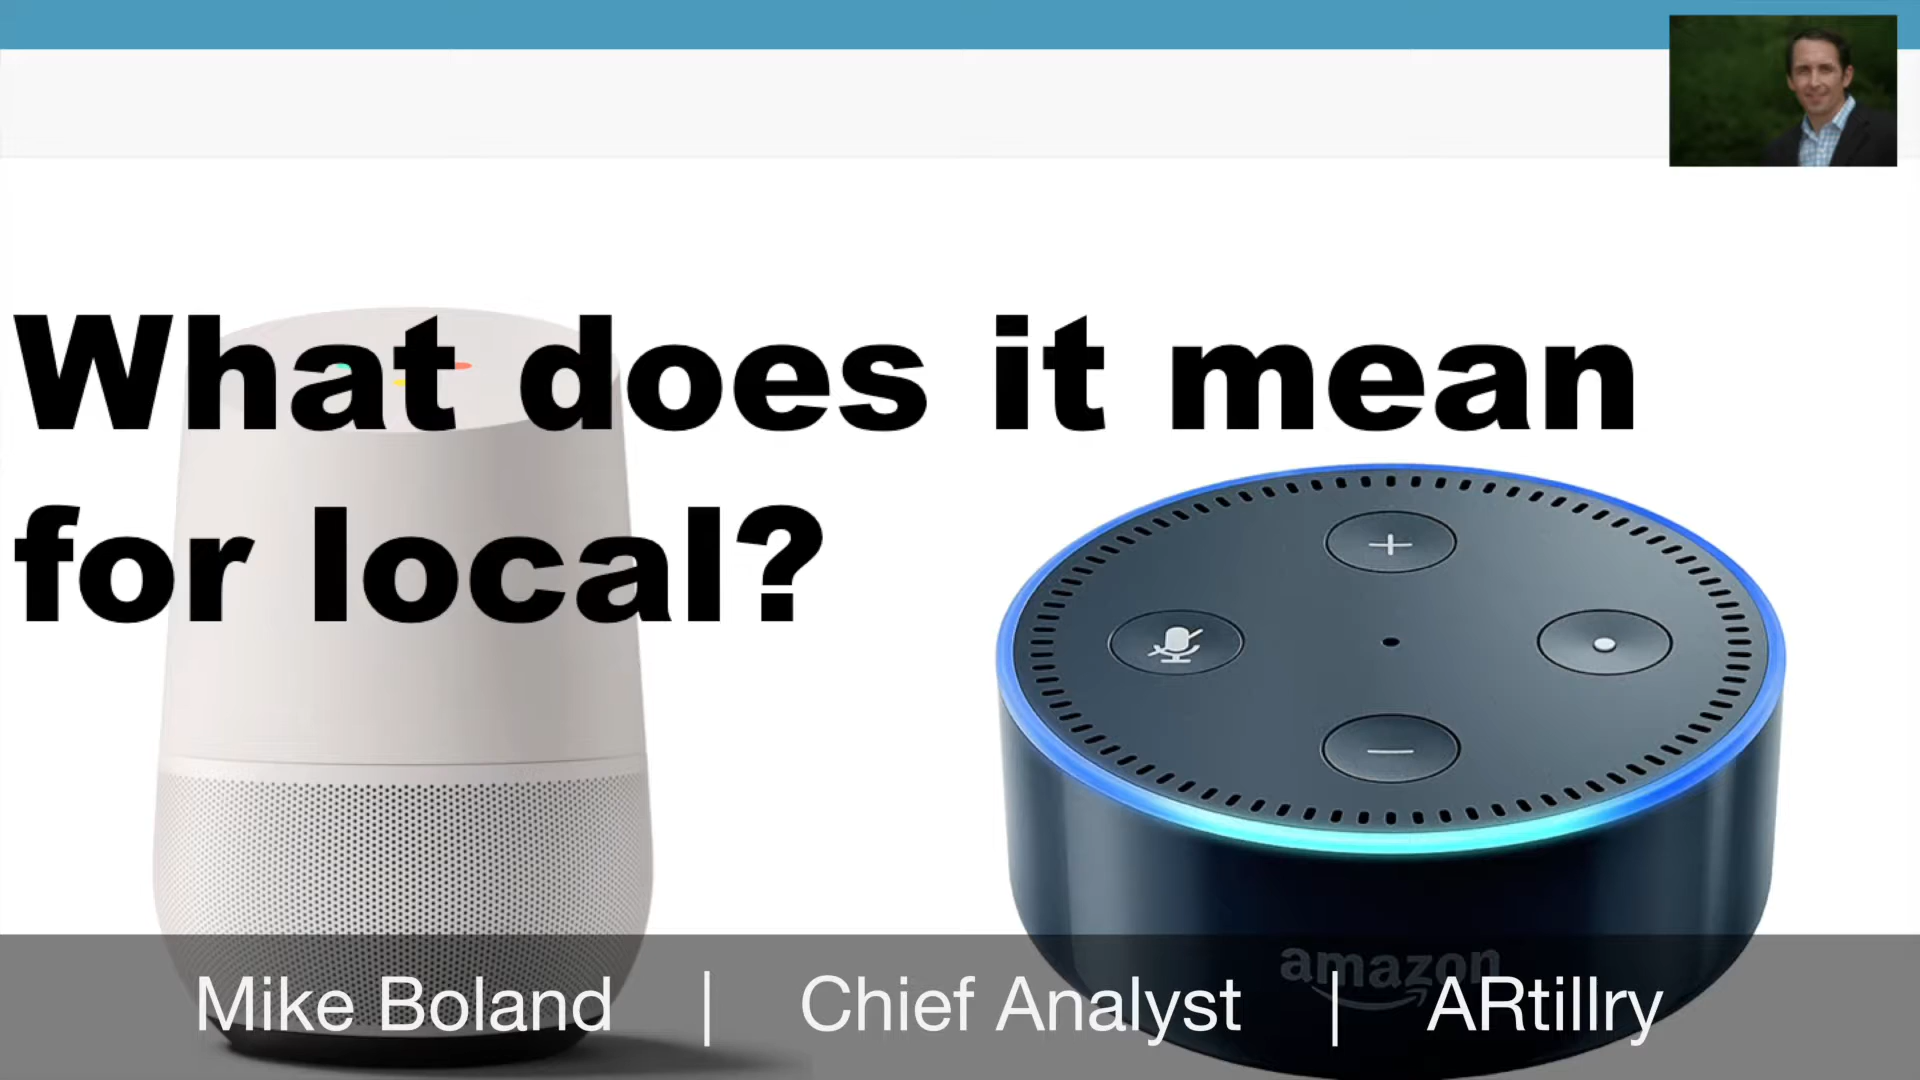 What does it mean
for local?
amazon
Mike Boland | Chief Analyst | ARtillry